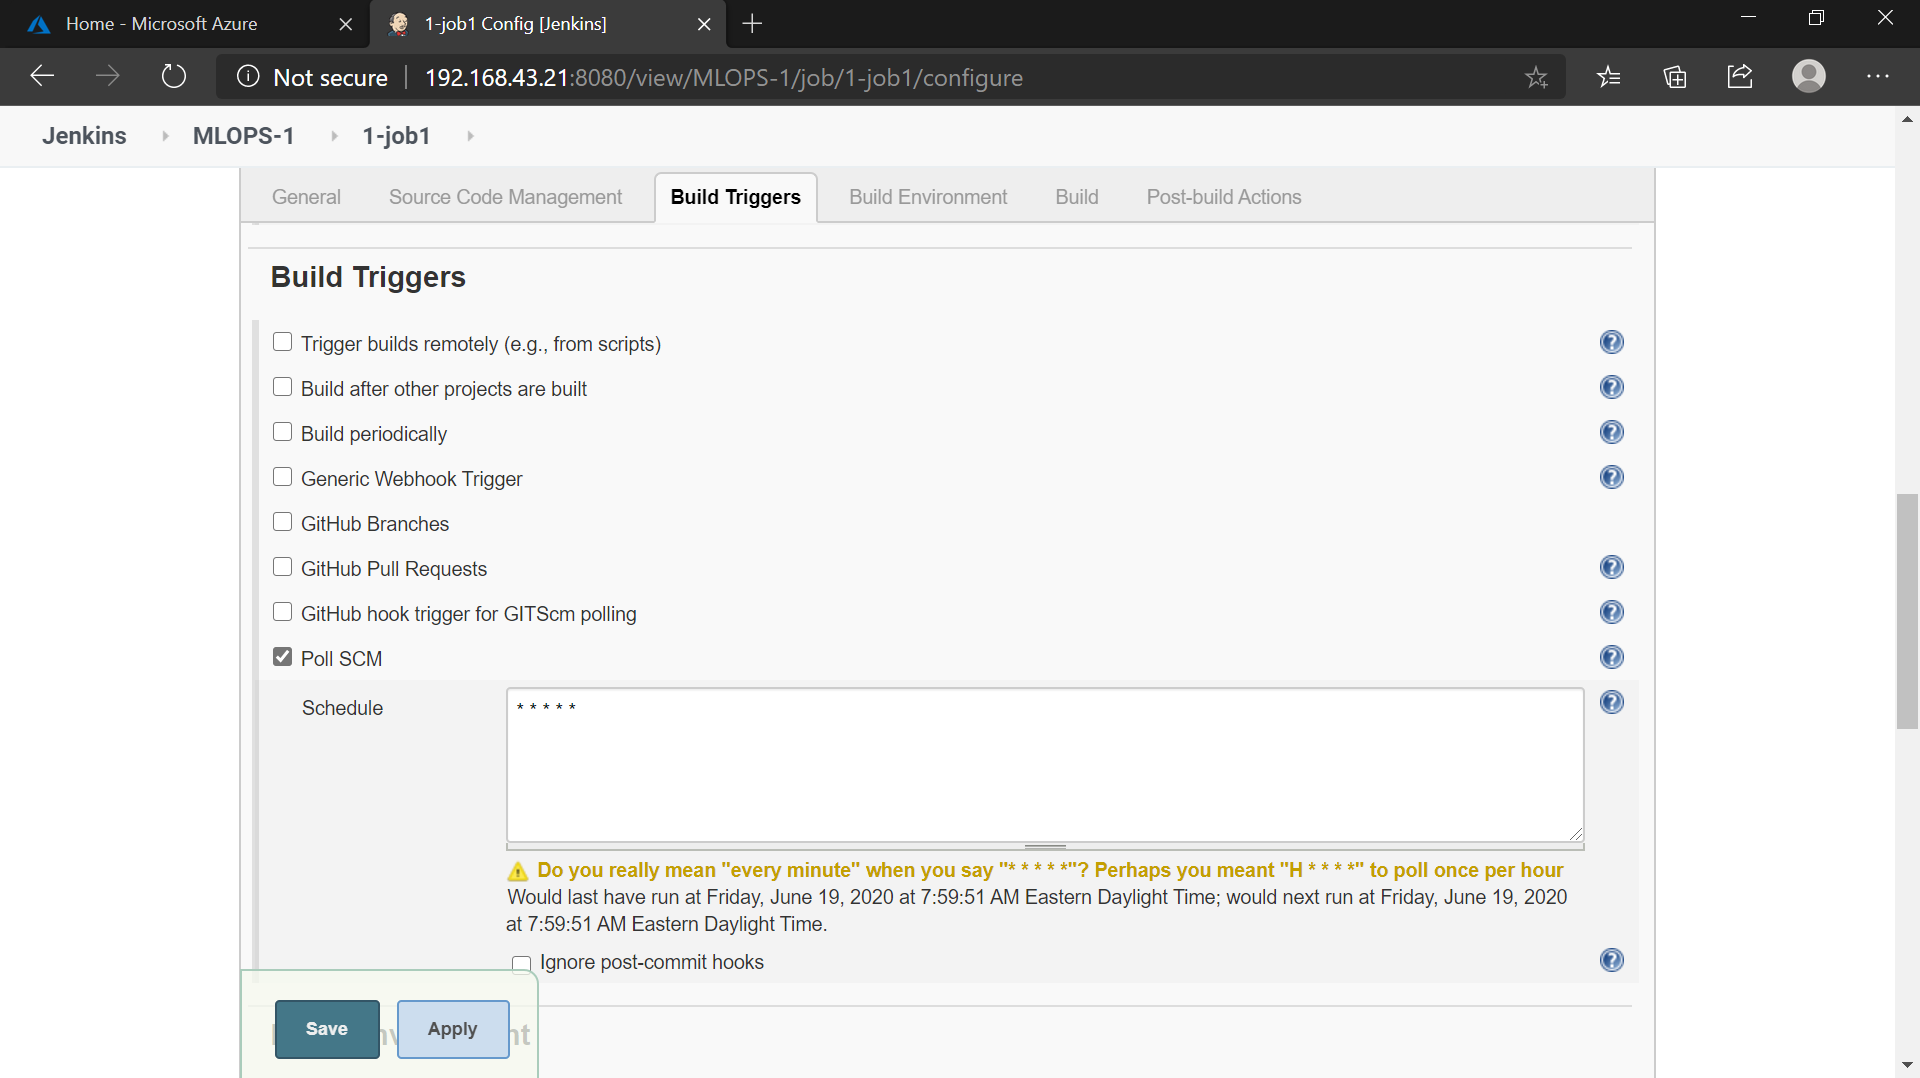 Home - Microsoft Azure
1-job1 Config [Jenkins]
Not secure
192.168.43.21:8080/view/MLOPS-1/job/1-job1/configure
Jenkins
MLOPS-1
1-job1
General
Source Code Management
Build Triggers
Build Environment
Build
Post-build Actions
Build Triggers
Trigger builds remotely (e.g., from scripts)
Build after other projects are built
Build periodically
Generic Webhook Trigger
GitHub Branches
GitHub Pull Requests
GitHub hook trigger for GITScm polling
Poll SCM
Schedule
* * * * *
Do you really mean "every minute" when you say "* * * * *"? Perhaps you meant "H * * * *" to poll once per hour
Would last have run at Friday, June 19, 2020 at 7:59:51 AM Eastern Daylight Time; would next run at Friday, June 19, 2020
at 7:59:51 AM Eastern Daylight Time.
Ignore post-commit hooks
Save
Apply